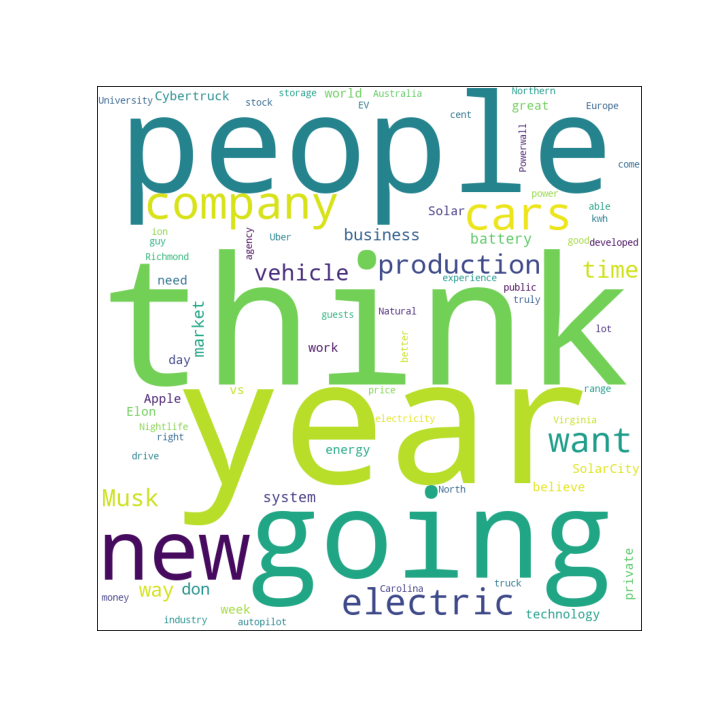 University
Cybertruck
stock
storage
world
EV
Australia
Northern
great
Europe
cent
people
Powerwall
come
company
Solar
cars
power
able
kwh
ion
guy
agency
Uber
business
battery
good
developed
Richmond
need
vehicle
production
experience
public
truly
time
think
market
guests
Natural
work
better
lot
day
Apple
vs
price
range
year
Elon
Nightlife
right
electricity
Virginia
want
drive
energy
SolarCity
Musk
system
North
believe
new
going
private
money
way
don
Carolina
electric
truck
technology
week
industry
autopilot